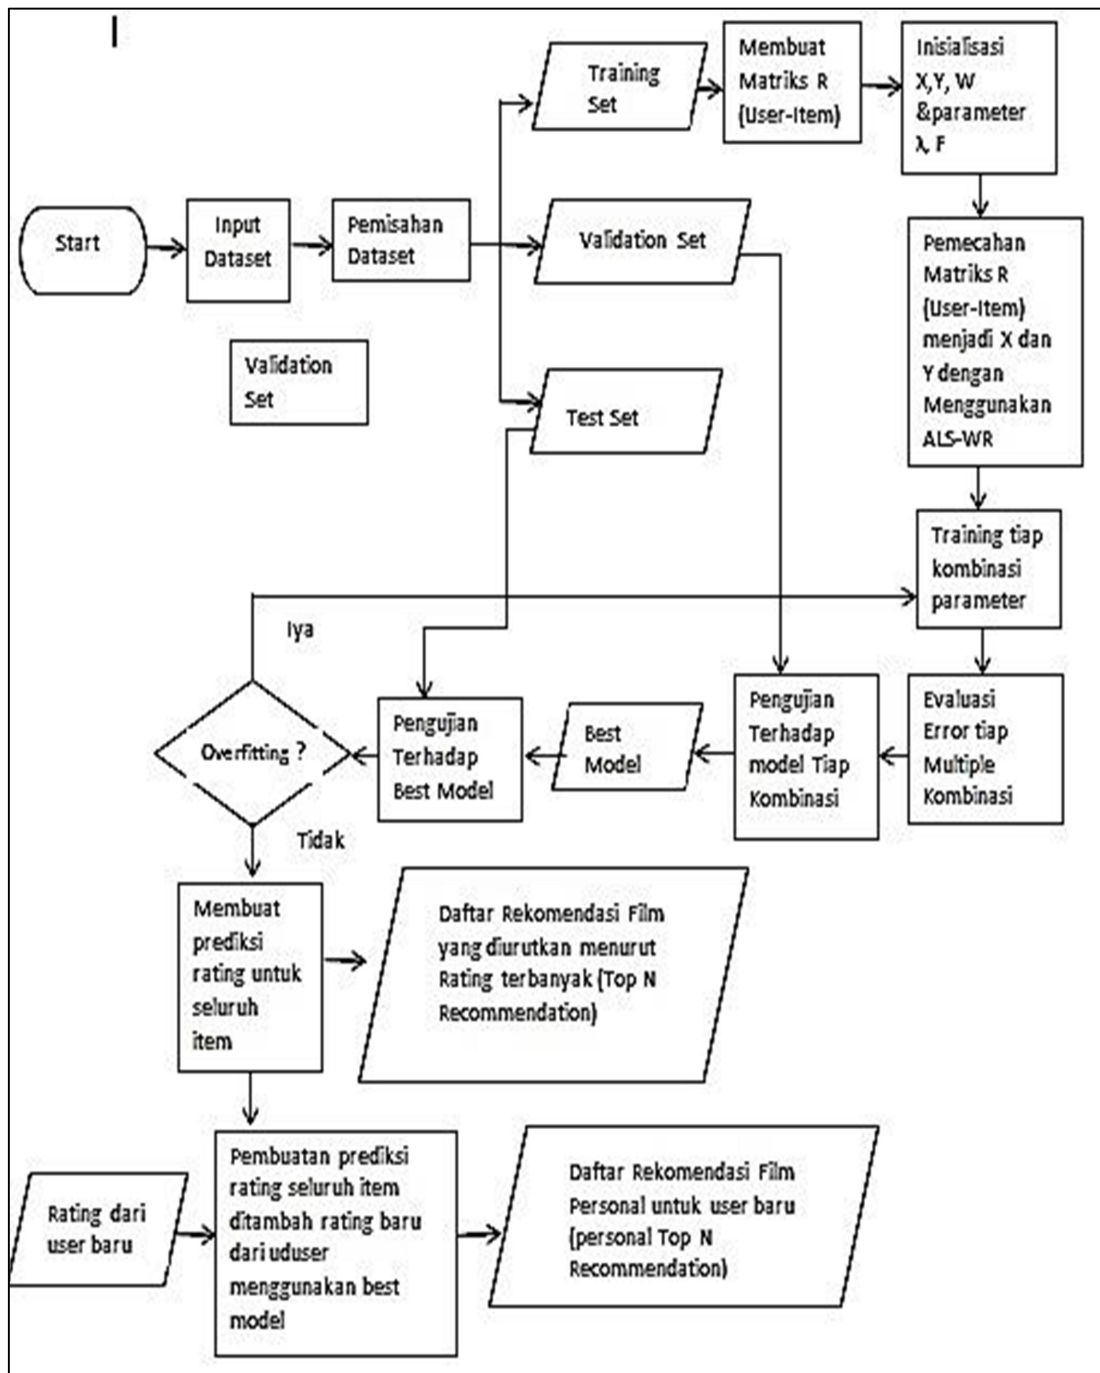 Training
Set
Membuat
Matriks R
(User-Item)
Inisialisasi
X,Y, W
&parameter
λ, F
Start
Input
Dataset
Pemisahan
Dataset
Validation Set
Pemecahan
Matriks R
(User-Item)
menjadi X dan
Y dengan
Menggunakan
ALS-WR
Validation
Set
Test Set
Training tiap
kombinasi
parameter
Iya
Overfitting ?
Pengujian
Terhadap
Best Model
Best
Model
Pengujian
Terhadap
model Tiap
Kombinasi
Evaluasi
Error tiap
Multiple
Kombinasi
Tidak
Membuat
prediksi
rating untuk
seluruh
item
Daftar Rekomendasi Film
yang diurutkan menurut
Rating terbanyak (Top N
Recommendation)
Rating dari
user baru
Pembuatan prediksi
rating seluruh item
ditambah rating baru
dari uduser
menggunakan best
model
Daftar Rekomendasi Film
Personal untuk user baru
(personal Top N
Recommendation)